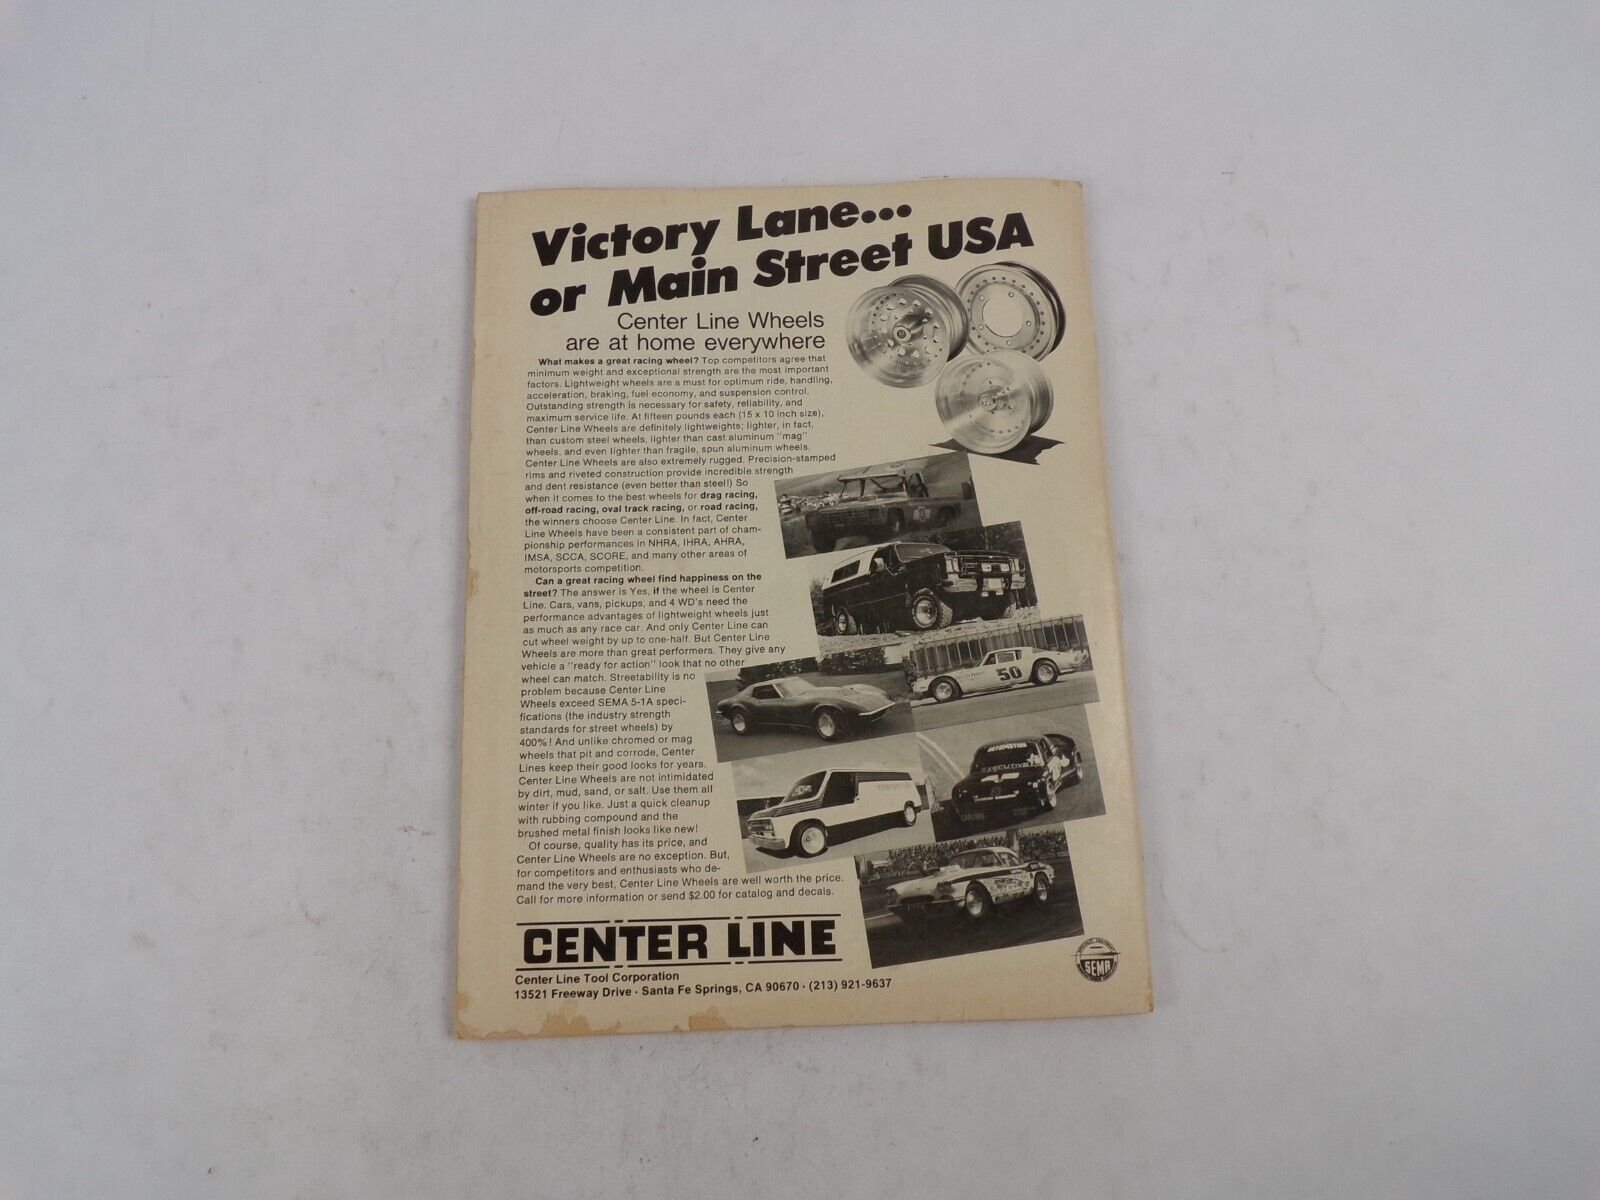 Victory Lane...
or Main Street USA
Center Line Wheels
are at home everywhere
What makes a great racing wheel? Top competitors agree that
minimum weight and exceptional strength are the most important
factors. Lightweight wheels are a must for optimum ride, handling,
acceleration, braking, fuel economy, and suspension control.
Outstanding strength is necessary for safety, reliability, and
maximum service life. At fifteen pounds each (15 x 10 inch size),
Center Line Wheels are definitely lightweights; lighter, in fact,
than custom steel wheels, lighter than cast aluminum "mag"
wheels, and even lighter than fragile, spun aluminum wheels.
Center Line Wheels are also extremely rugged. Precision-stamped
rims and riveted construction provide incredible strength
and dent resistance (even better than steel!) So
when it comes to the best wheels for drag racing,
off-road racing, oval track racing, or road racing,
the winners choose Center Line. In fact, Center
Line Wheels have been a consistent part of cham-
pionship performances in NHRA, IHRA, AHRA,
IMSA, SCCA, SCORE, and many other areas of
motorsports competition.
Can a great racing wheel find happiness on the
street? The answer is Yes, if the wheel is Center
Line. Cars, vans, pickups, and 4 WD's need the
performance advantages of lightweight wheels just
as much as any race car. And only Center Line can
cut wheel weight by up to one-half. But Center Line
Wheels are more than great performers. They give any
vehicle a "ready for action" look that no other
wheel can match. Streetability is no
problem because Center Line
Wheels exceed SEMA 5-1A speci-
fications (the industry strength
standards for street wheels) by
400%! And unlike chromed or mag
wheels that pit and corrode, Center
Lines keep their good looks for years.
Center Line Wheels are not intimidated
by dirt, mud, sand, or salt. Use them all
winter if you like. Just a quick cleanup
with rubbing compound and the
brushed metal finish looks like new!
Of course, quality has its price, and
Center Line Wheels are no exception. But,
for competitors and enthusiasts who de-
mand the very best, Center Line Wheels are well worth the price.
Call for more information or send $2.00 for catalog and decals.
50
AUTOMOTION
EXECUTIVE
CARLSEN
CENTER LINE
Center Line Tool Corporation
13521 Freeway Drive · Santa Fe Springs, CA 90670 · (213) 921-9637
SEMA